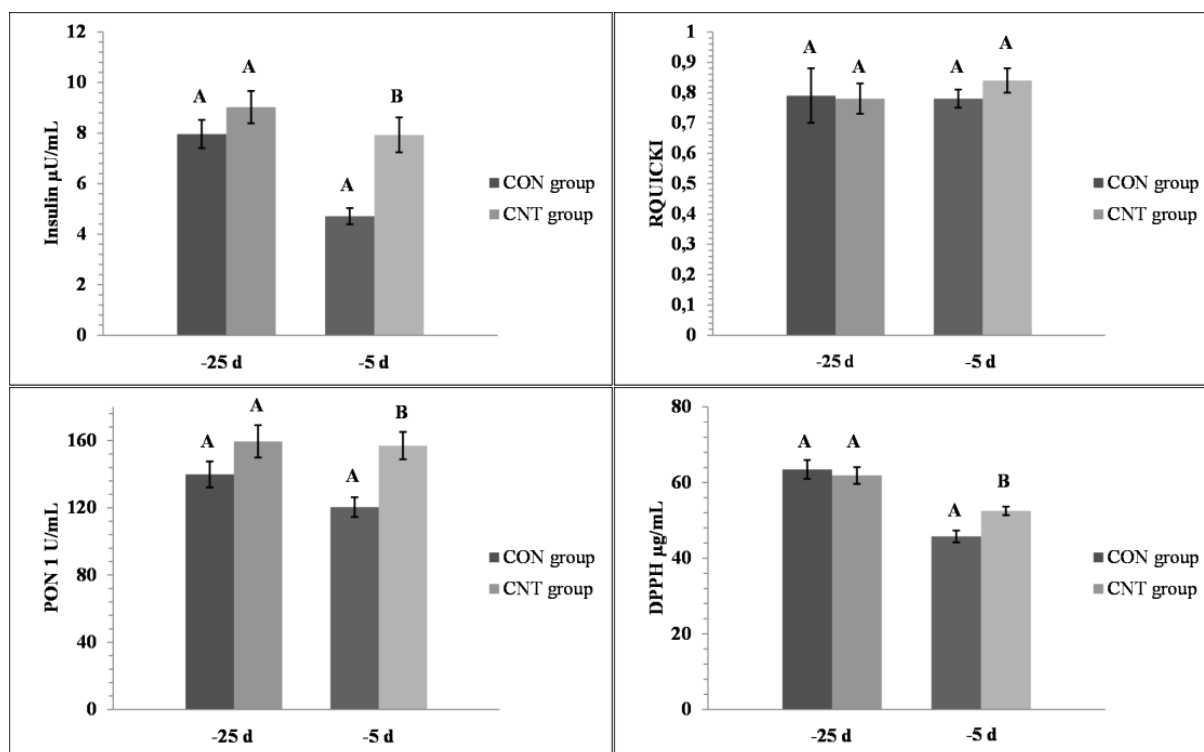 12
10
8
6
4
2
0
Insulin µU/mL
A
A
A
B
-25 d
-5 d
CON group
CNT group
1
0,9
0,8
0,7
0,6
0,5
0,4
0,3
0,2
0,1
0
RQUICKI
A
A
A
A
-25 d
-5 d
CON group
CNT group
160
120
80
40
0
PON 1 U/mL
A
A
A
B
-25 d
-5 d
CON group
CNT group
80
60
40
20
0
DPPH µg/mL
A
A
A
B
-25 d
-5 d
CON group
CNT group